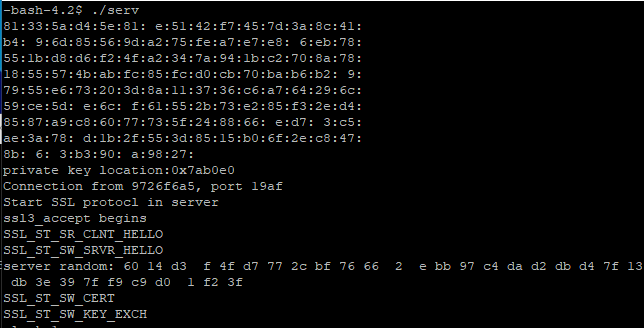 -bash-4.2$ ./serv
81:33:5a:d4:5e:81: e:51:42:f7:45:7d:3a:8c:41:
b4: 9:6d:85:56:9d:a2:75:fe:a7:e7:e8: 6:eb:78:
55:1b:d8:d6:f2:4f:a2:34:7a:94:1b:c2:70:8a:78:
18:55:57:4b:ab:fc:85:fc:d0:cb:70:ba:b6:b2: 9:
79:55:e6:73:20:3d:8a:11:37:36:c6:a7:64:29:6c:
59:ce:5d: e:6c: f:61:55:2b:73:e2:85:f3:2e:d4:
85:87:a9:c8:60:77:73:5f:24:88:66: e:d7: 3:c5:
ae:3a:78: d:1b:2f:55:3d:85:15:b0:6f:2e:c8:47:
8b: 6: 3:b3:90: a:98:27:
private key location:0x7ab0e0
Connection from 9726f6a5, port 19af
Start SSL protocl in server
ssl3_accept begins
SSL_ST_SR_CLNT_HELLO
SSL_ST_SW_SRVR_HELLO
server random: 60 14 d3  f 4f d7 77 2c bf 76 66  2  e bb 97 c4 da d2 db d4 7f 13
 db 3e 39 7f f9 c9 d0  1 f2 3f
SSL_ST_SW_CERT
SSL_ST_SW_KEY_EXCH